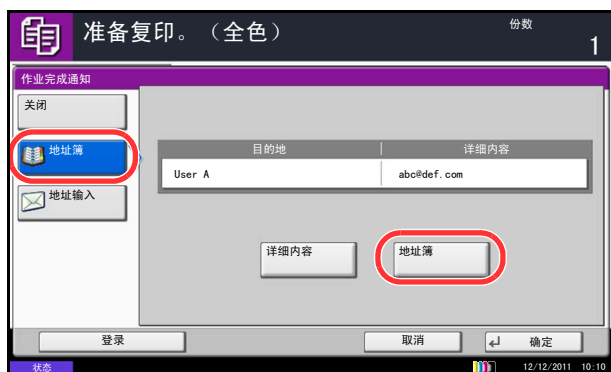 准备复印。（全色）
份数
1
作业完成通知
关闭
地址簿
地址输入
目的地 详细内容
User A abc@def.com
详细内容 地址簿
登录 取消 确定
状态 12/12/2011 10:10